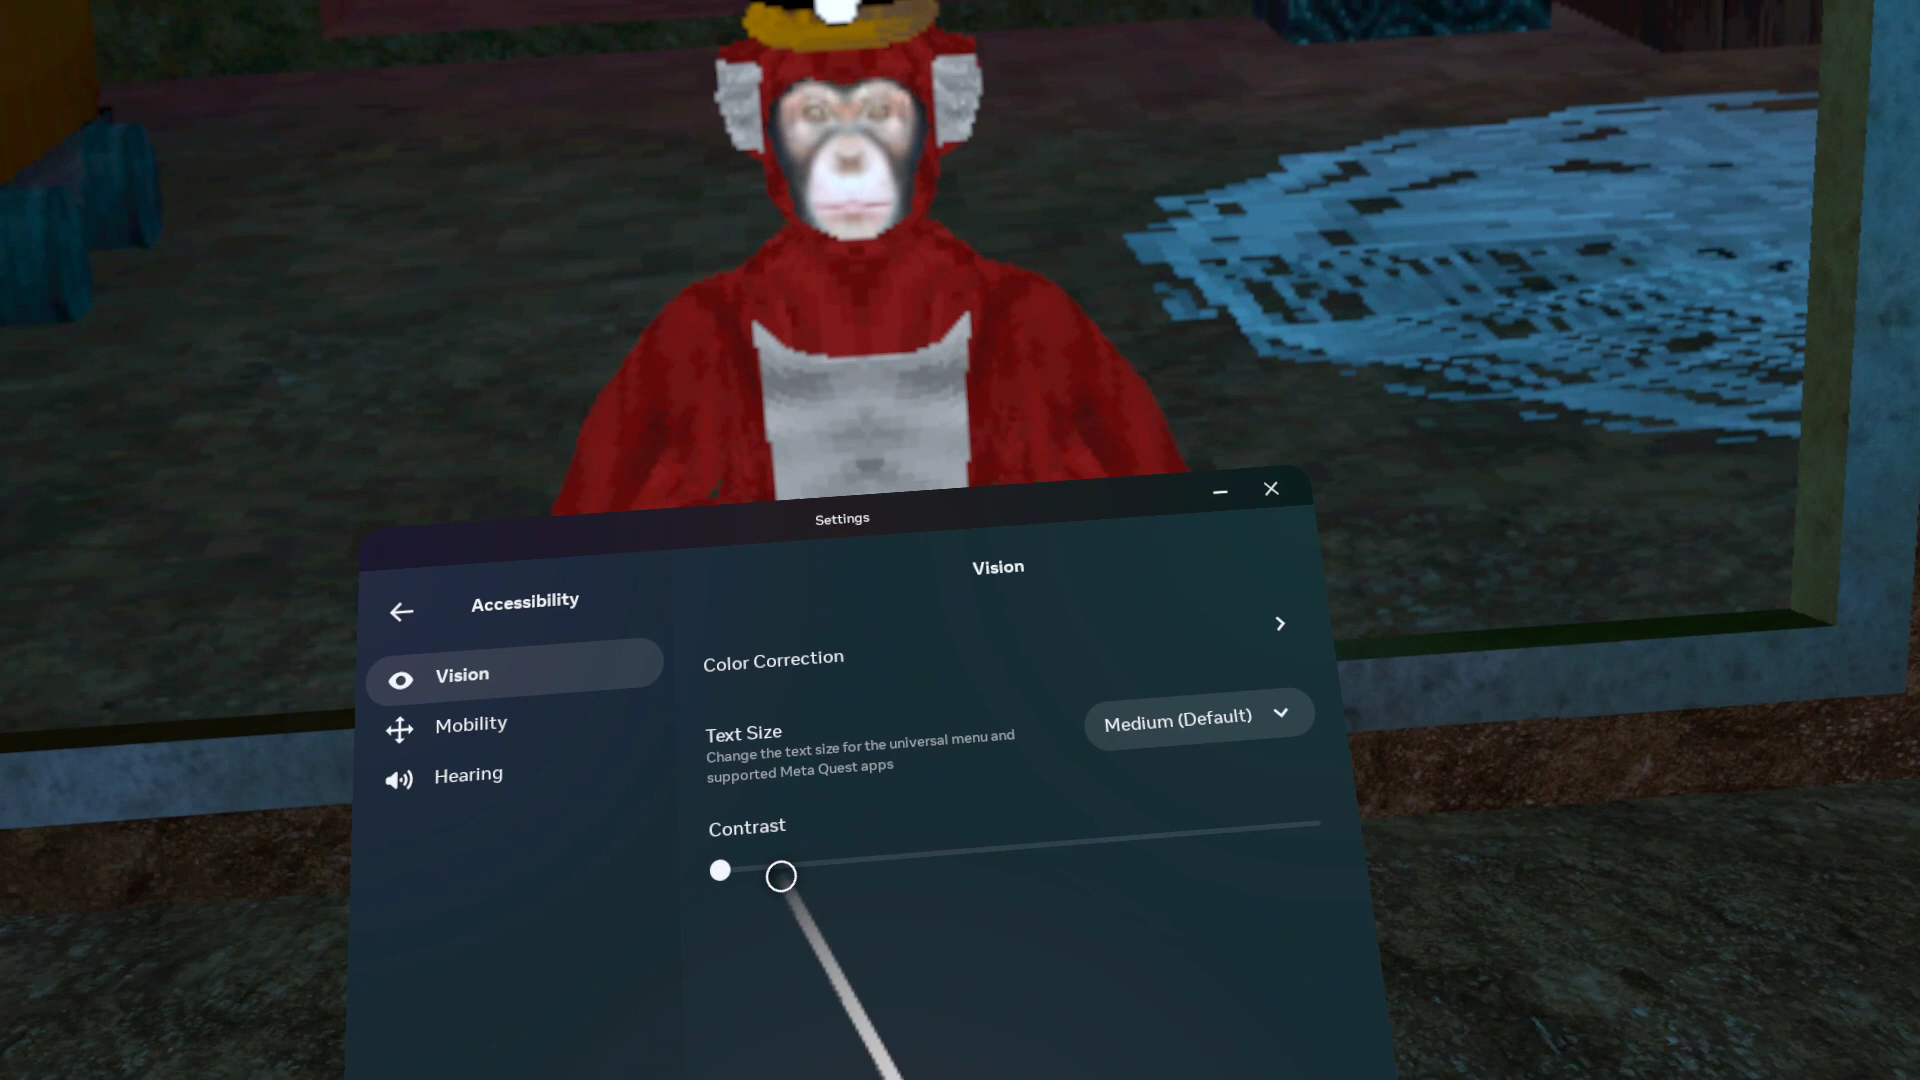 Settings
Accessibility
Vision
Mobility
Hearing
Vision
Color Correction
Text Size
Change the text size for the universal menu and
supported Meta Quest apps
Medium (Default)
Contrast